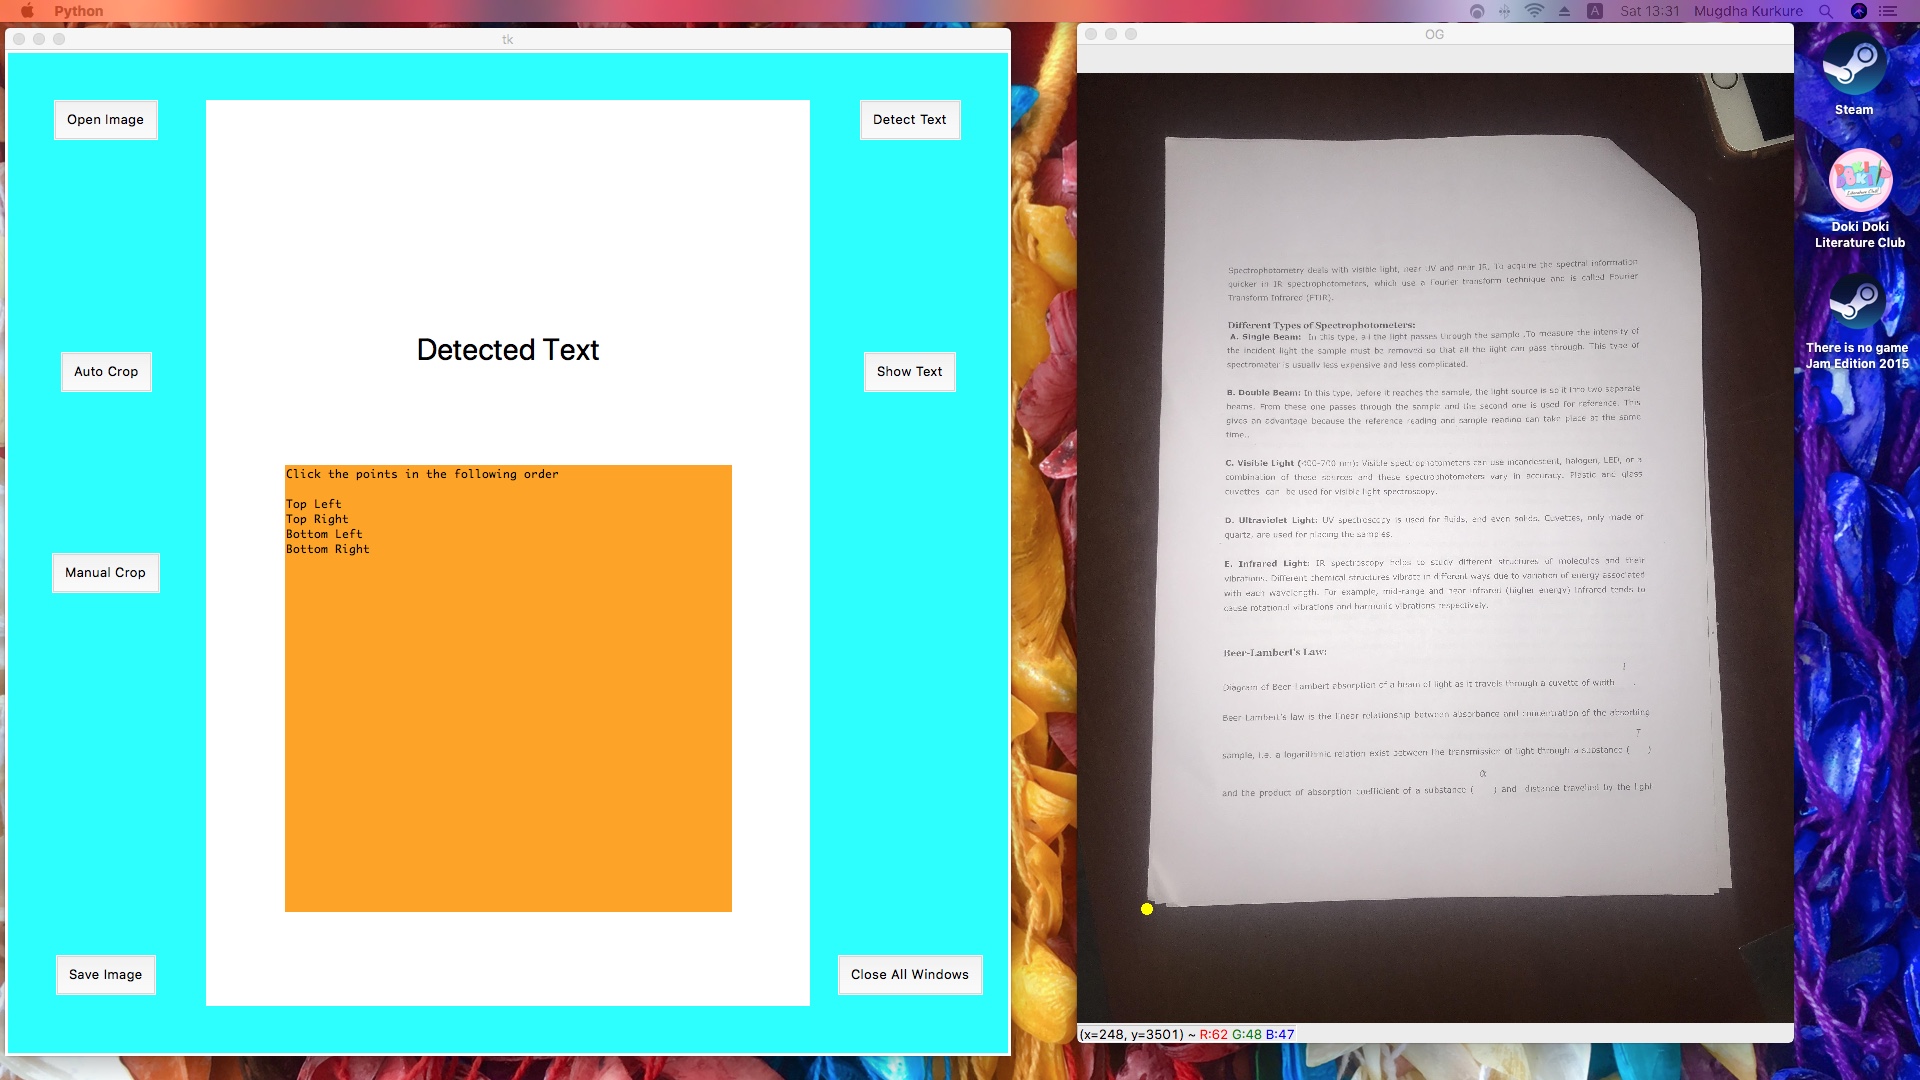 Python
Sat 13:31 Mugdha Kurkure
tk
Open Image
Detect Text
Auto Crop
Detected Text
Show Text
Manual Crop
Click the points in the following order
Top Left
Top Right
Bottom Left
Bottom Right
Save Image
Close All Windows
OG
Spectrophotometry deals with visible light, near UV and near IR. To acquire the spectral information
quicker in IR spectrophotometers, which use a Fourier transform technique and is called Fourier
Transform Infrared (FTIR).
Different Types of Spectrophotometers:
A. Single Beam: In this type, all the light passes through the sample .To measure the intensity of
the incident light the sample must be removed so that all the light can pass through. This type of
spectrometer is usually less expensive and less complicated.
B. Double Beam: In this type, before it reaches the sample, the light source is split into two separate
beams. From these one passes through the sample and the second one is used for reference. This
gives an advantage because the reference reading and sample reading can take place at the same
time..
C. Visible Light (400-700 nm): Visible spectrophotometers can use incandescent, halogen, LED, or a
combination of these sources and these spectrophotometers vary in accuracy. Plastic and glass
cuvettes can be used for visible light spectroscopy.
D. Ultraviolet Light: UV spectroscopy is used for fluids, and even solids. Cuvettes, only made of
quartz, are used for placing the samples.
E. Infrared Light: IR spectroscopy helps to study different structures of molecules and their
vibrations. Different chemical structures vibrate in different ways due to variation of energy associated
with each wavelength. For example, mid-range and near infrared (higher energy) infrared tends to
cause rotational vibrations and harmonic vibrations respectively.
Beer-Lambert's Law:
l
Diagram of Beer Lambert absorption of a beam of light as it travels through a cuvette of width .
Beer Lambert's law is the linear relationship between absorbance and concentration of the absorbing
T
sample, i.e. a logarithmic relation exist between the transmission of light through a substance ( )
α
and the product of absorption coefficient of a substance ( ) and distance travelled by the light
(x=248, y=3501) ~ R:62 G:48 B:47
Steam
Doki Doki
Literature Club
There is no game
Jam Edition 2015